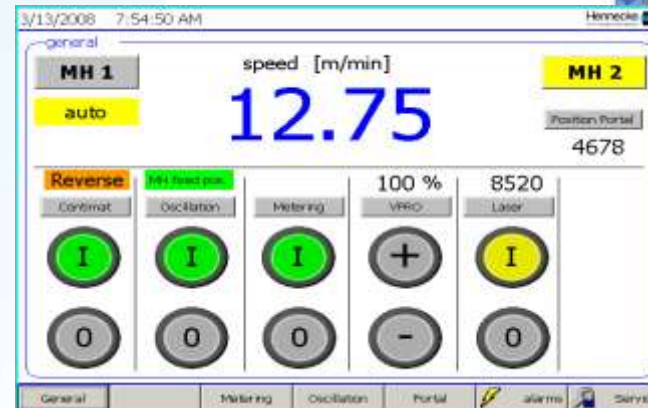 3/13/2008 7:54:50 AM Hennecke
general
MH 1 speed [m/min] MH 2
auto 12.75 Position Portal
4678
Reverse MH fixed pos. 100 % 8520
Contimat Oscillation Metering VPRO Laser
I I I + I
0 0 0 - 0
General Metering Oscillation Portal alarms Servi